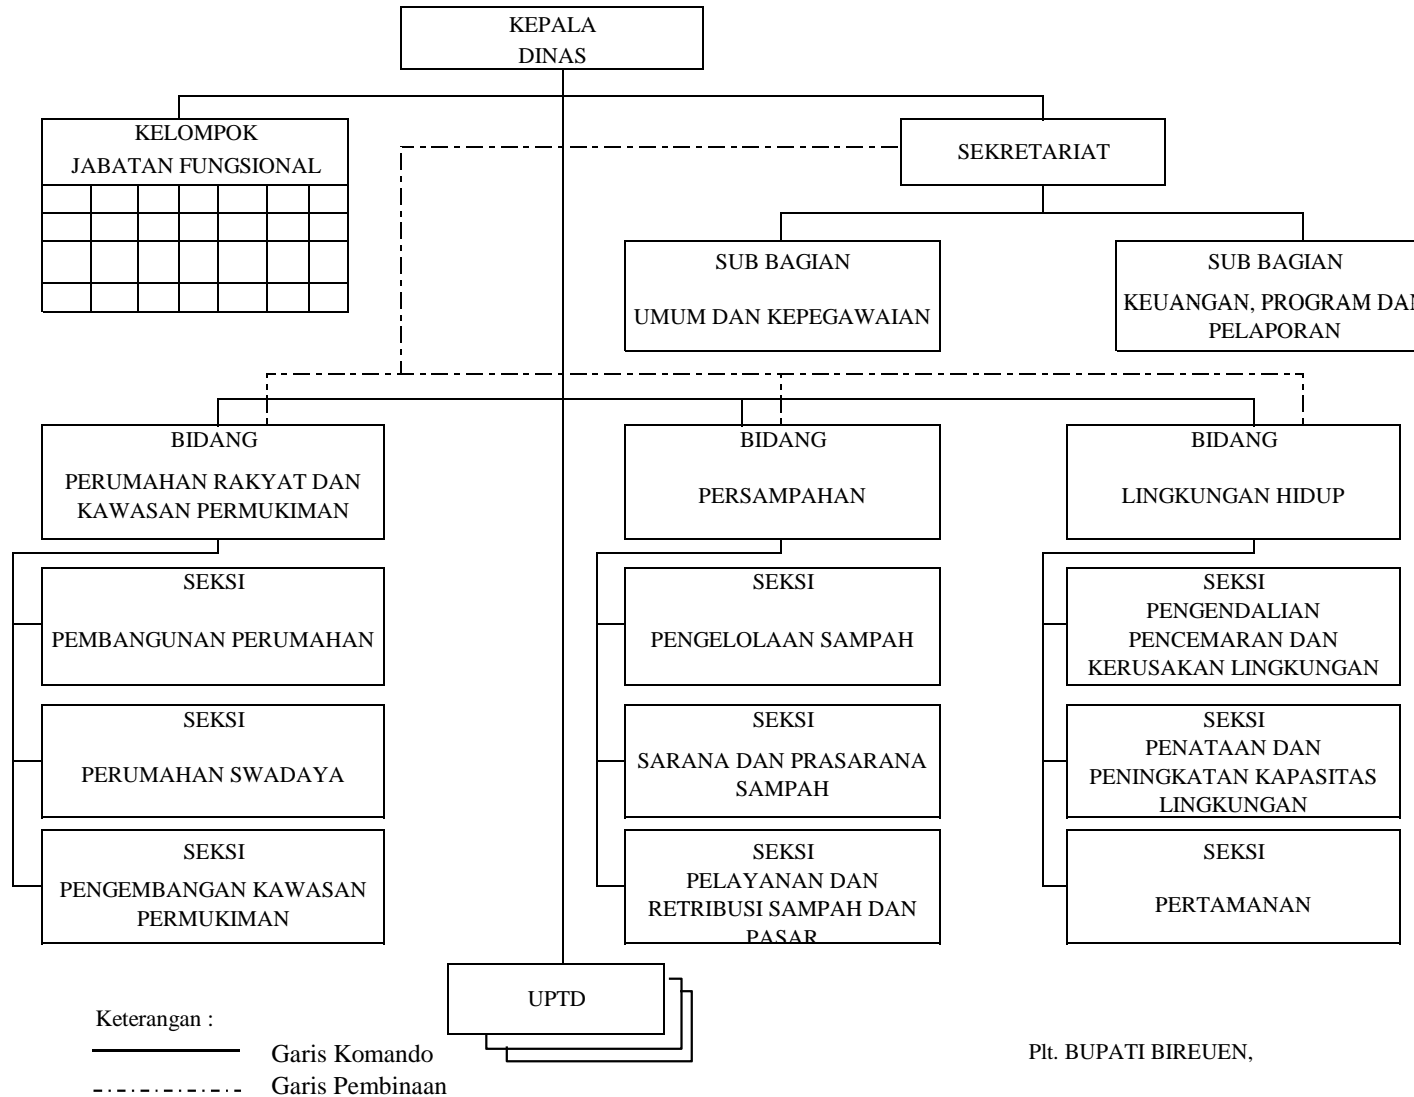 KEPALA
DINAS
KELOMPOK
JABATAN FUNGSIONAL
SEKRETARIAT
SUB BAGIAN
UMUM DAN KEPEGAWAIAN
SUB BAGIAN
KEUANGAN, PROGRAM DAN
PELAPORAN
BIDANG
PERUMAHAN RAKYAT DAN
KAWASAN PERMUKIMAN
BIDANG
PERSAMPAHAN
BIDANG
LINGKUNGAN HIDUP
SEKSI
PEMBANGUNAN PERUMAHAN
SEKSI
PENGELOLAAN SAMPAH
SEKSI
PENGENDALIAN
PENCEMARAN DAN
KERUSAKAN LINGKUNGAN
SEKSI
PERUMAHAN SWADAYA
SEKSI
SARANA DAN PRASARANA
SAMPAH
SEKSI
PENATAAN DAN
PENINGKATAN KAPASITAS
LINGKUNGAN
SEKSI
PENGEMBANGAN KAWASAN
PERMUKIMAN
SEKSI
PELAYANAN DAN
RETRIBUSI SAMPAH DAN
PASAR
SEKSI
PERTAMANAN
UPTD
Keterangan :
Garis Komando
Garis Pembinaan
Plt. BUPATI BIREUEN,